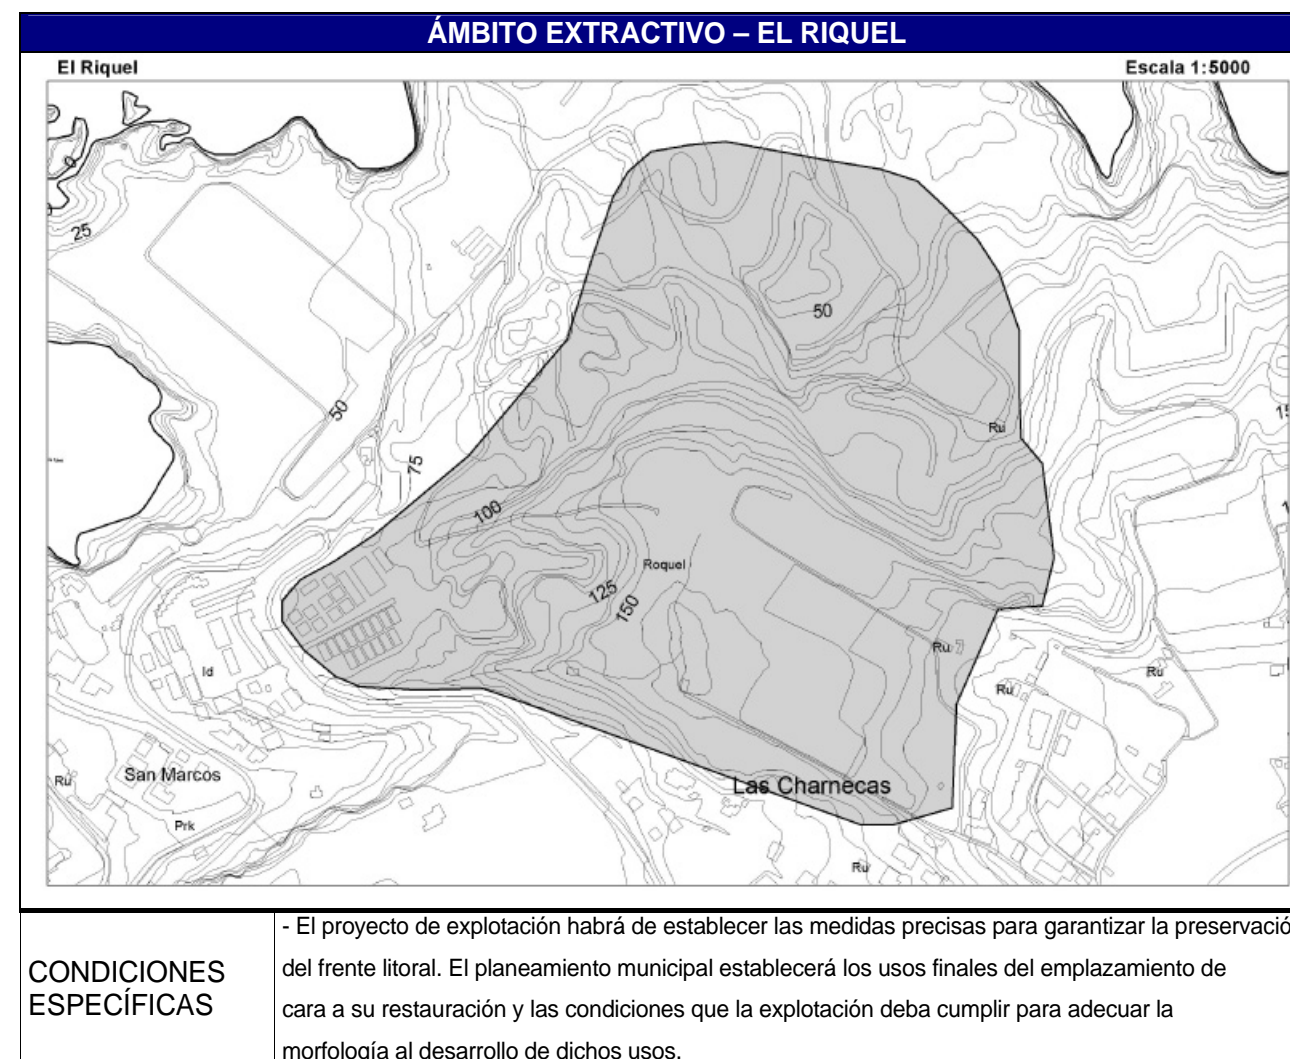 ÁMBITO EXTRACTIVO – EL RIQUEL
El Riquel
Escala 1:5000
25
50
50
75
100
Ru
Roquel
125
150
Ru
Id
Ru
Ru
San Marcos
Ru
Las Charnecas
Prk
Ru
CONDICIONES
ESPECÍFICAS
- El proyecto de explotación habrá de establecer las medidas precisas para garantizar la preservació
del frente litoral. El planeamiento municipal establecerá los usos finales del emplazamiento de
cara a su restauración y las condiciones que la explotación deba cumplir para adecuar la
morfología al desarrollo de dichos usos.